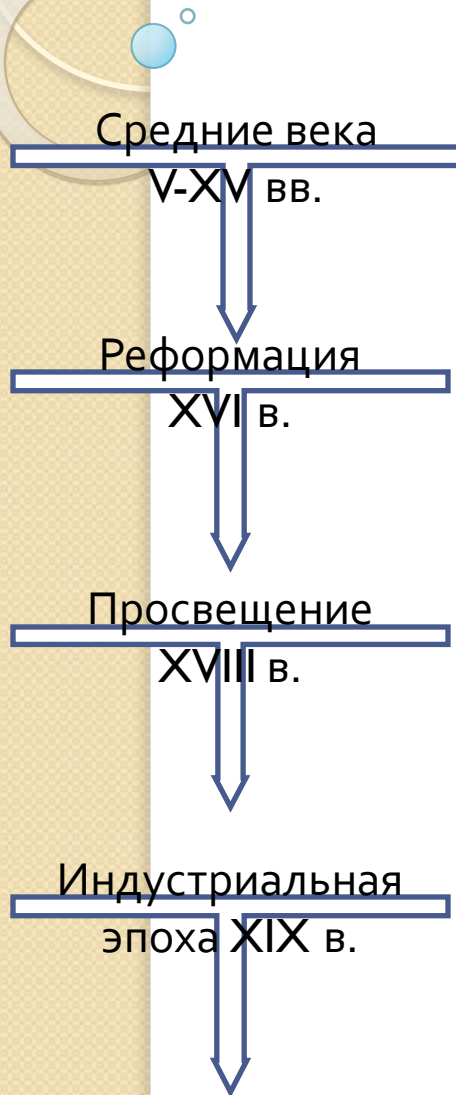 Средние века
V-XV вв.
Реформация
XVI в.
Просвещение
XVIII в.
Индустриальная
эпоха XIX в.